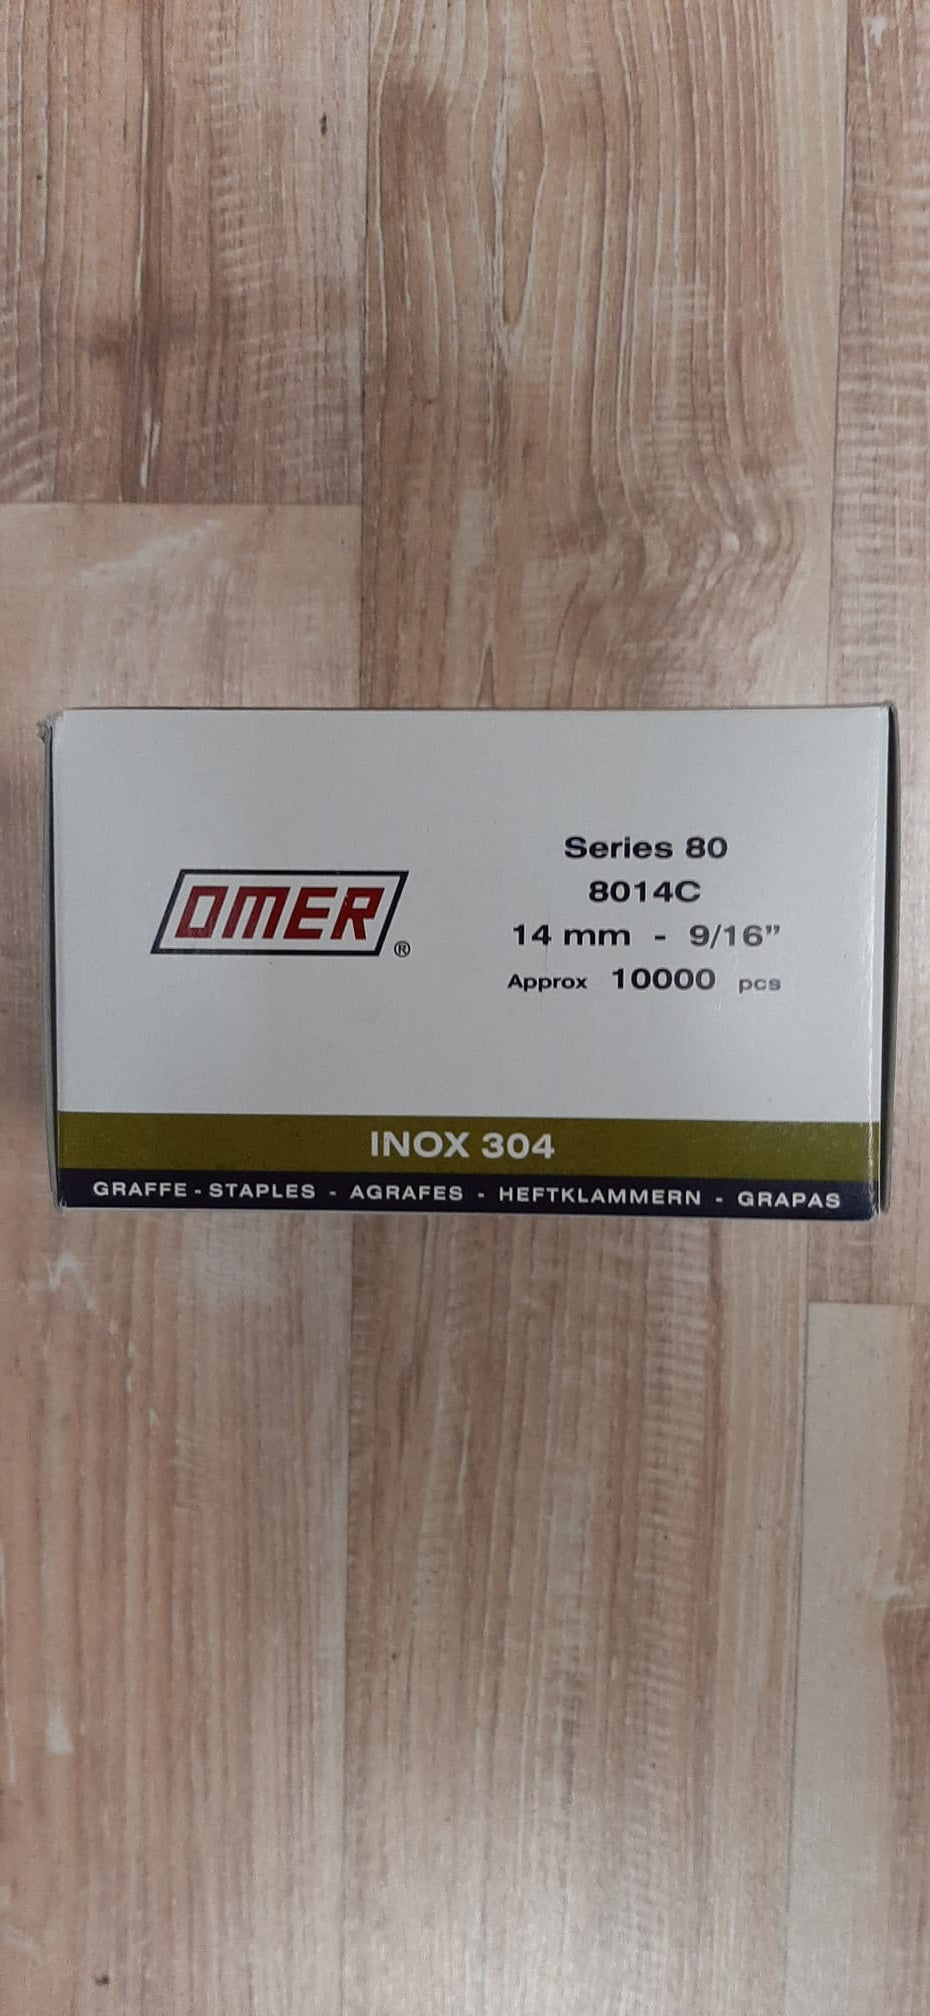 OMER®
Series 80
8014C
14 mm - 9/16”
Approx 10000 pcs
INOX 304
GRAFFE - STAPLES - AGRAFES - HEFTKLAMMERN - GRAPAS